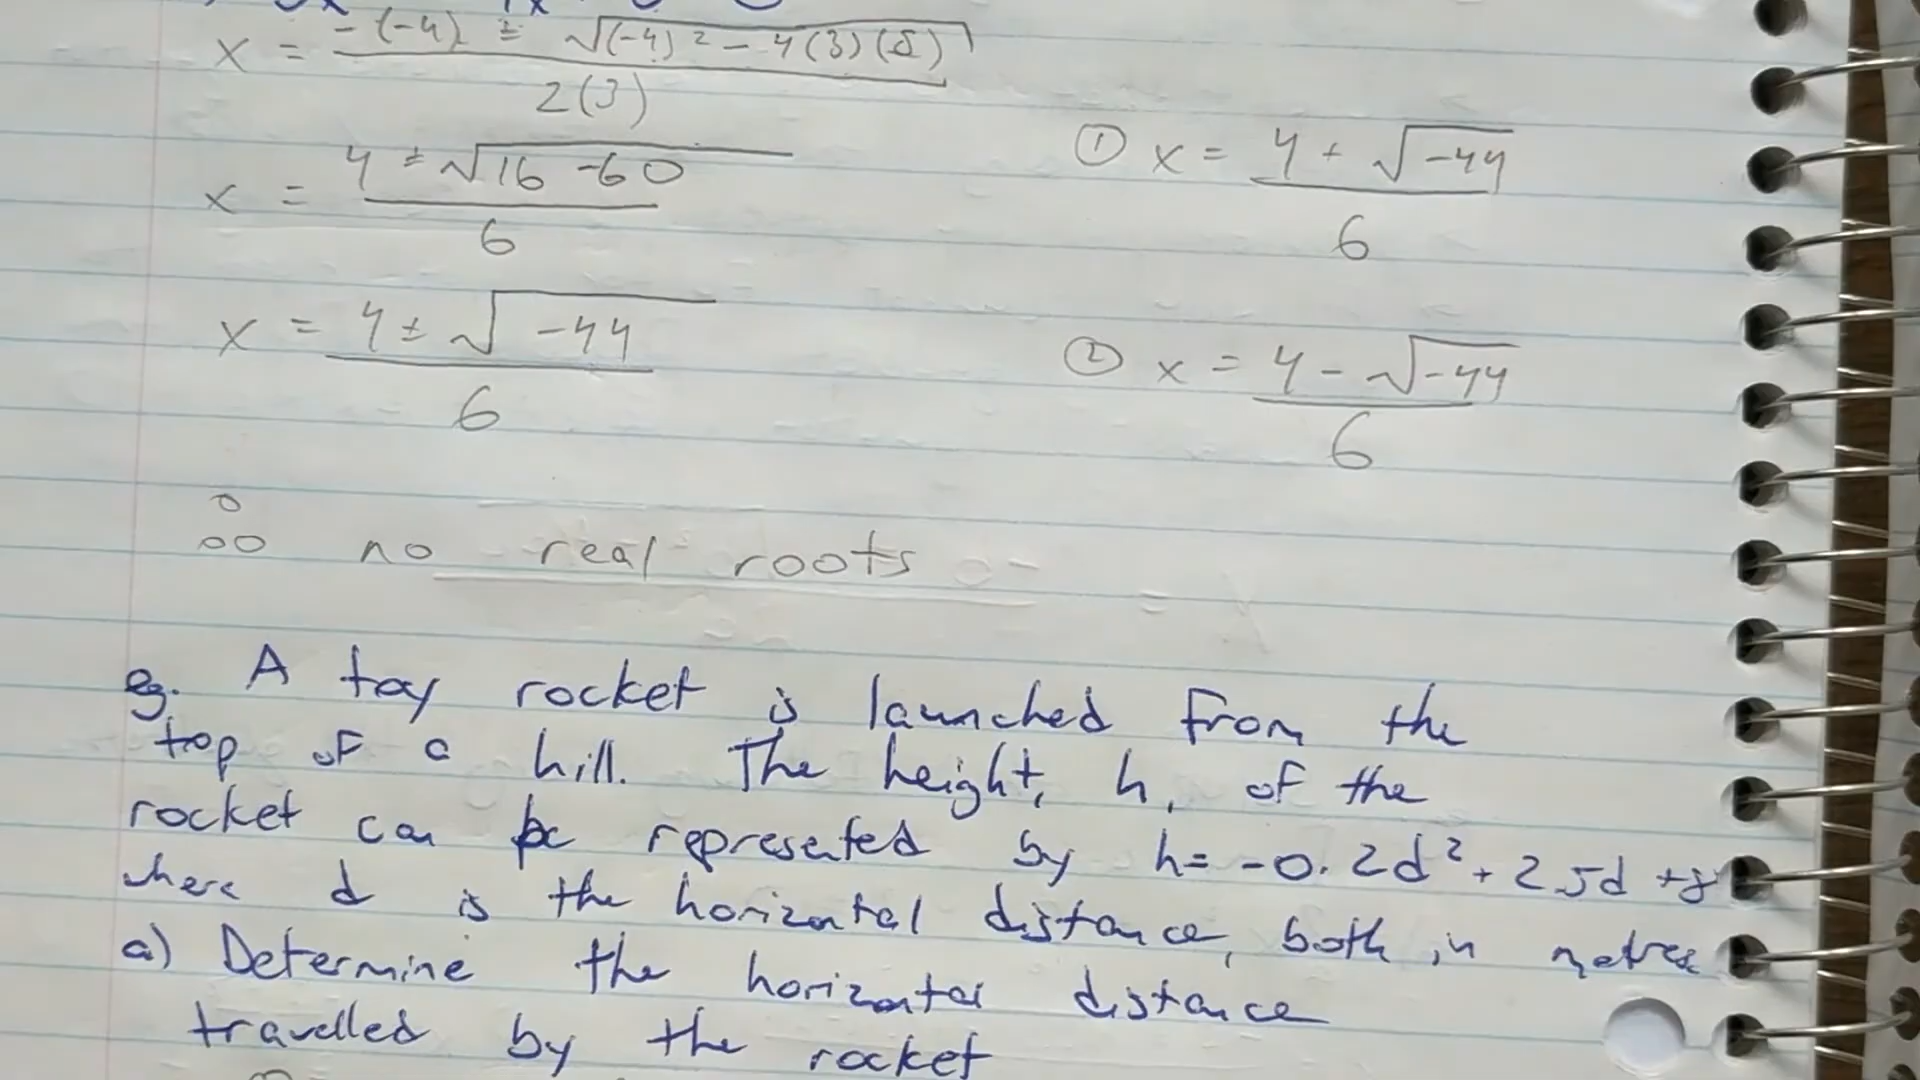 x = -(-4) ± √(-4)² - 4(3)(5)
2(3)
x = 4 ± √16 -60
6
x = 4 ± √-44
6
① x = 4 + √-44
6
② x = 4 - √-44
6
∴ no real roots
eg. A toy rocket is launched from the
top of a hill. The height, h, of the
rocket can be represented by h= -0.2d² + 2.5d +8
where d is the horizontal distance, both in metres
a) Determine the horizontal distance
travelled by the rocket